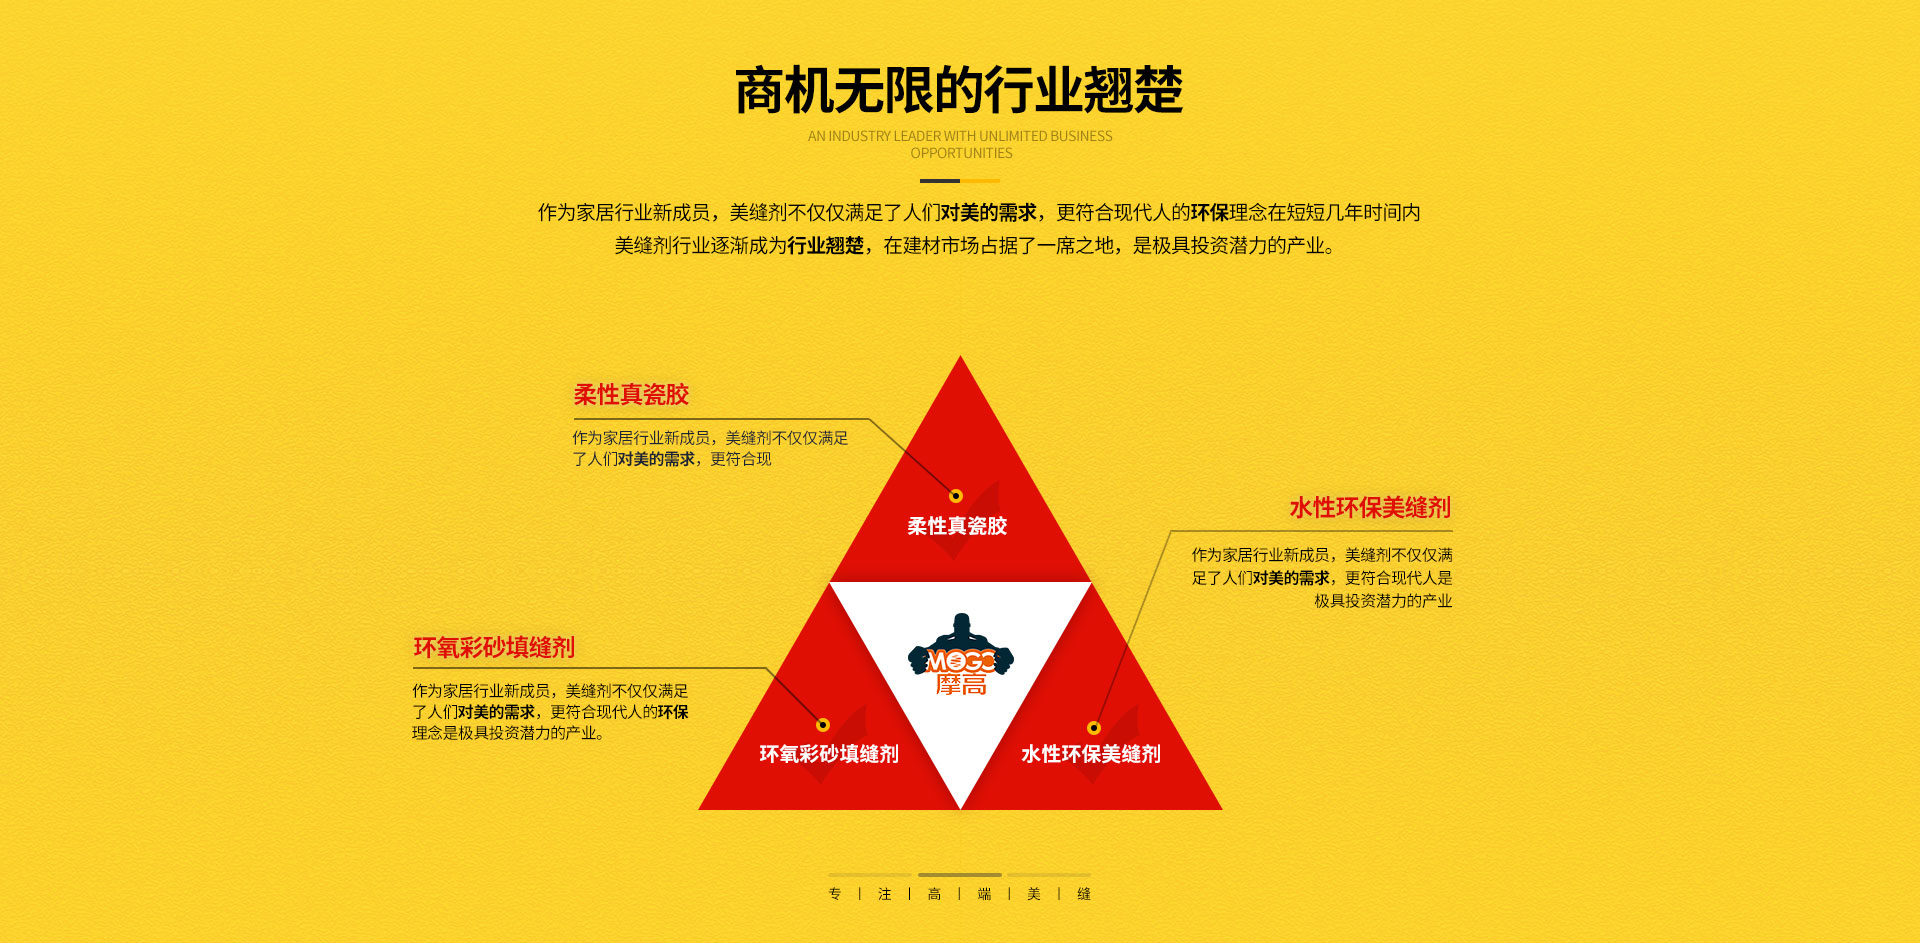 商机无限的行业翘楚
AN INDUSTRY LEADER WITH UNLIMITED BUSINESS
OPPORTUNITIES
作为家居行业新成员，美缝剂不仅仅满足了人们对美的需求，更符合现代人的环保理念在短短几年时间内
美缝剂行业逐渐成为行业翘楚，在建材市场占据了一席之地，是极具投资潜力的产业。
柔性真瓷胶
作为家居行业新成员，美缝剂不仅仅满足
了人们对美的需求，更符合现
柔性真瓷胶
水性环保美缝剂
作为家居行业新成员，美缝剂不仅仅满
足了人们对美的需求，更符合现代人是
极具投资潜力的产业
环氧彩砂填缝剂
作为家居行业新成员，美缝剂不仅仅满足
了人们对美的需求，更符合现代人的环保
理念是极具投资潜力的产业。
MOGO
摩高
环氧彩砂填缝剂
水性环保美缝剂
专 | 注 | 高 | 端 | 美 | 缝